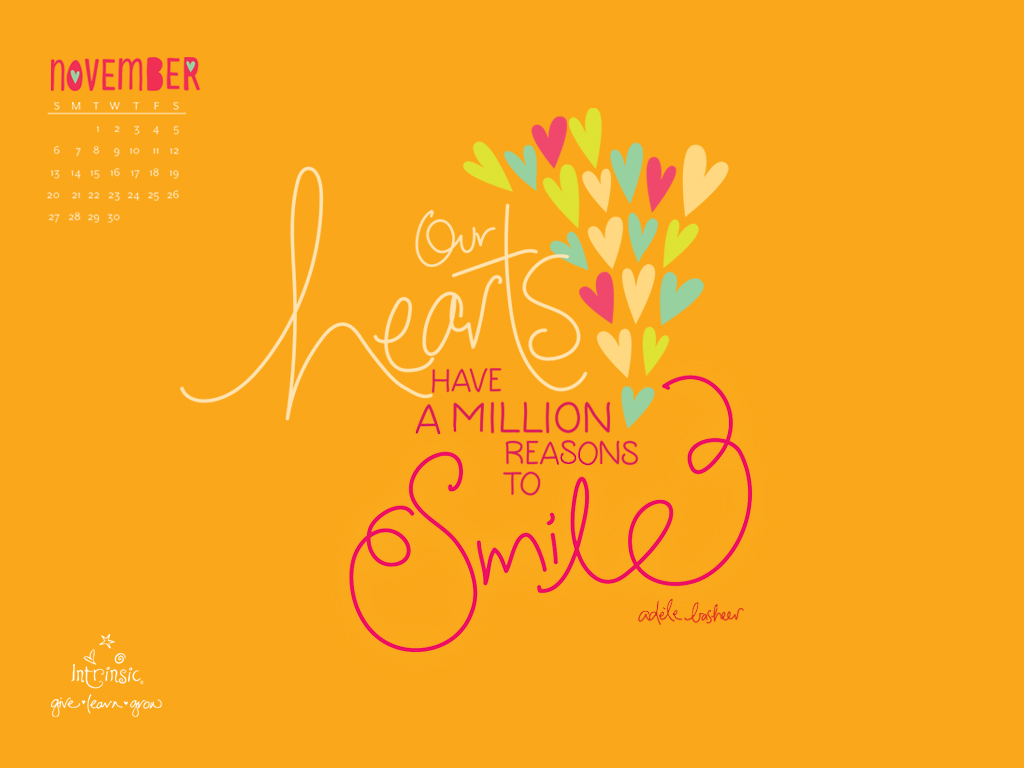 NOVEMBER
S M T W T F S
1 2 3 4 5
6 7 8 9 10 11 12
13 14 15 16 17 18 19
20 21 22 23 24 25 26
27 28 29 30
Our
hearts
HAVE
A MILLION
REASONS
TO
Smile
adèle basheer
Intrinsic®
give • learn • grow